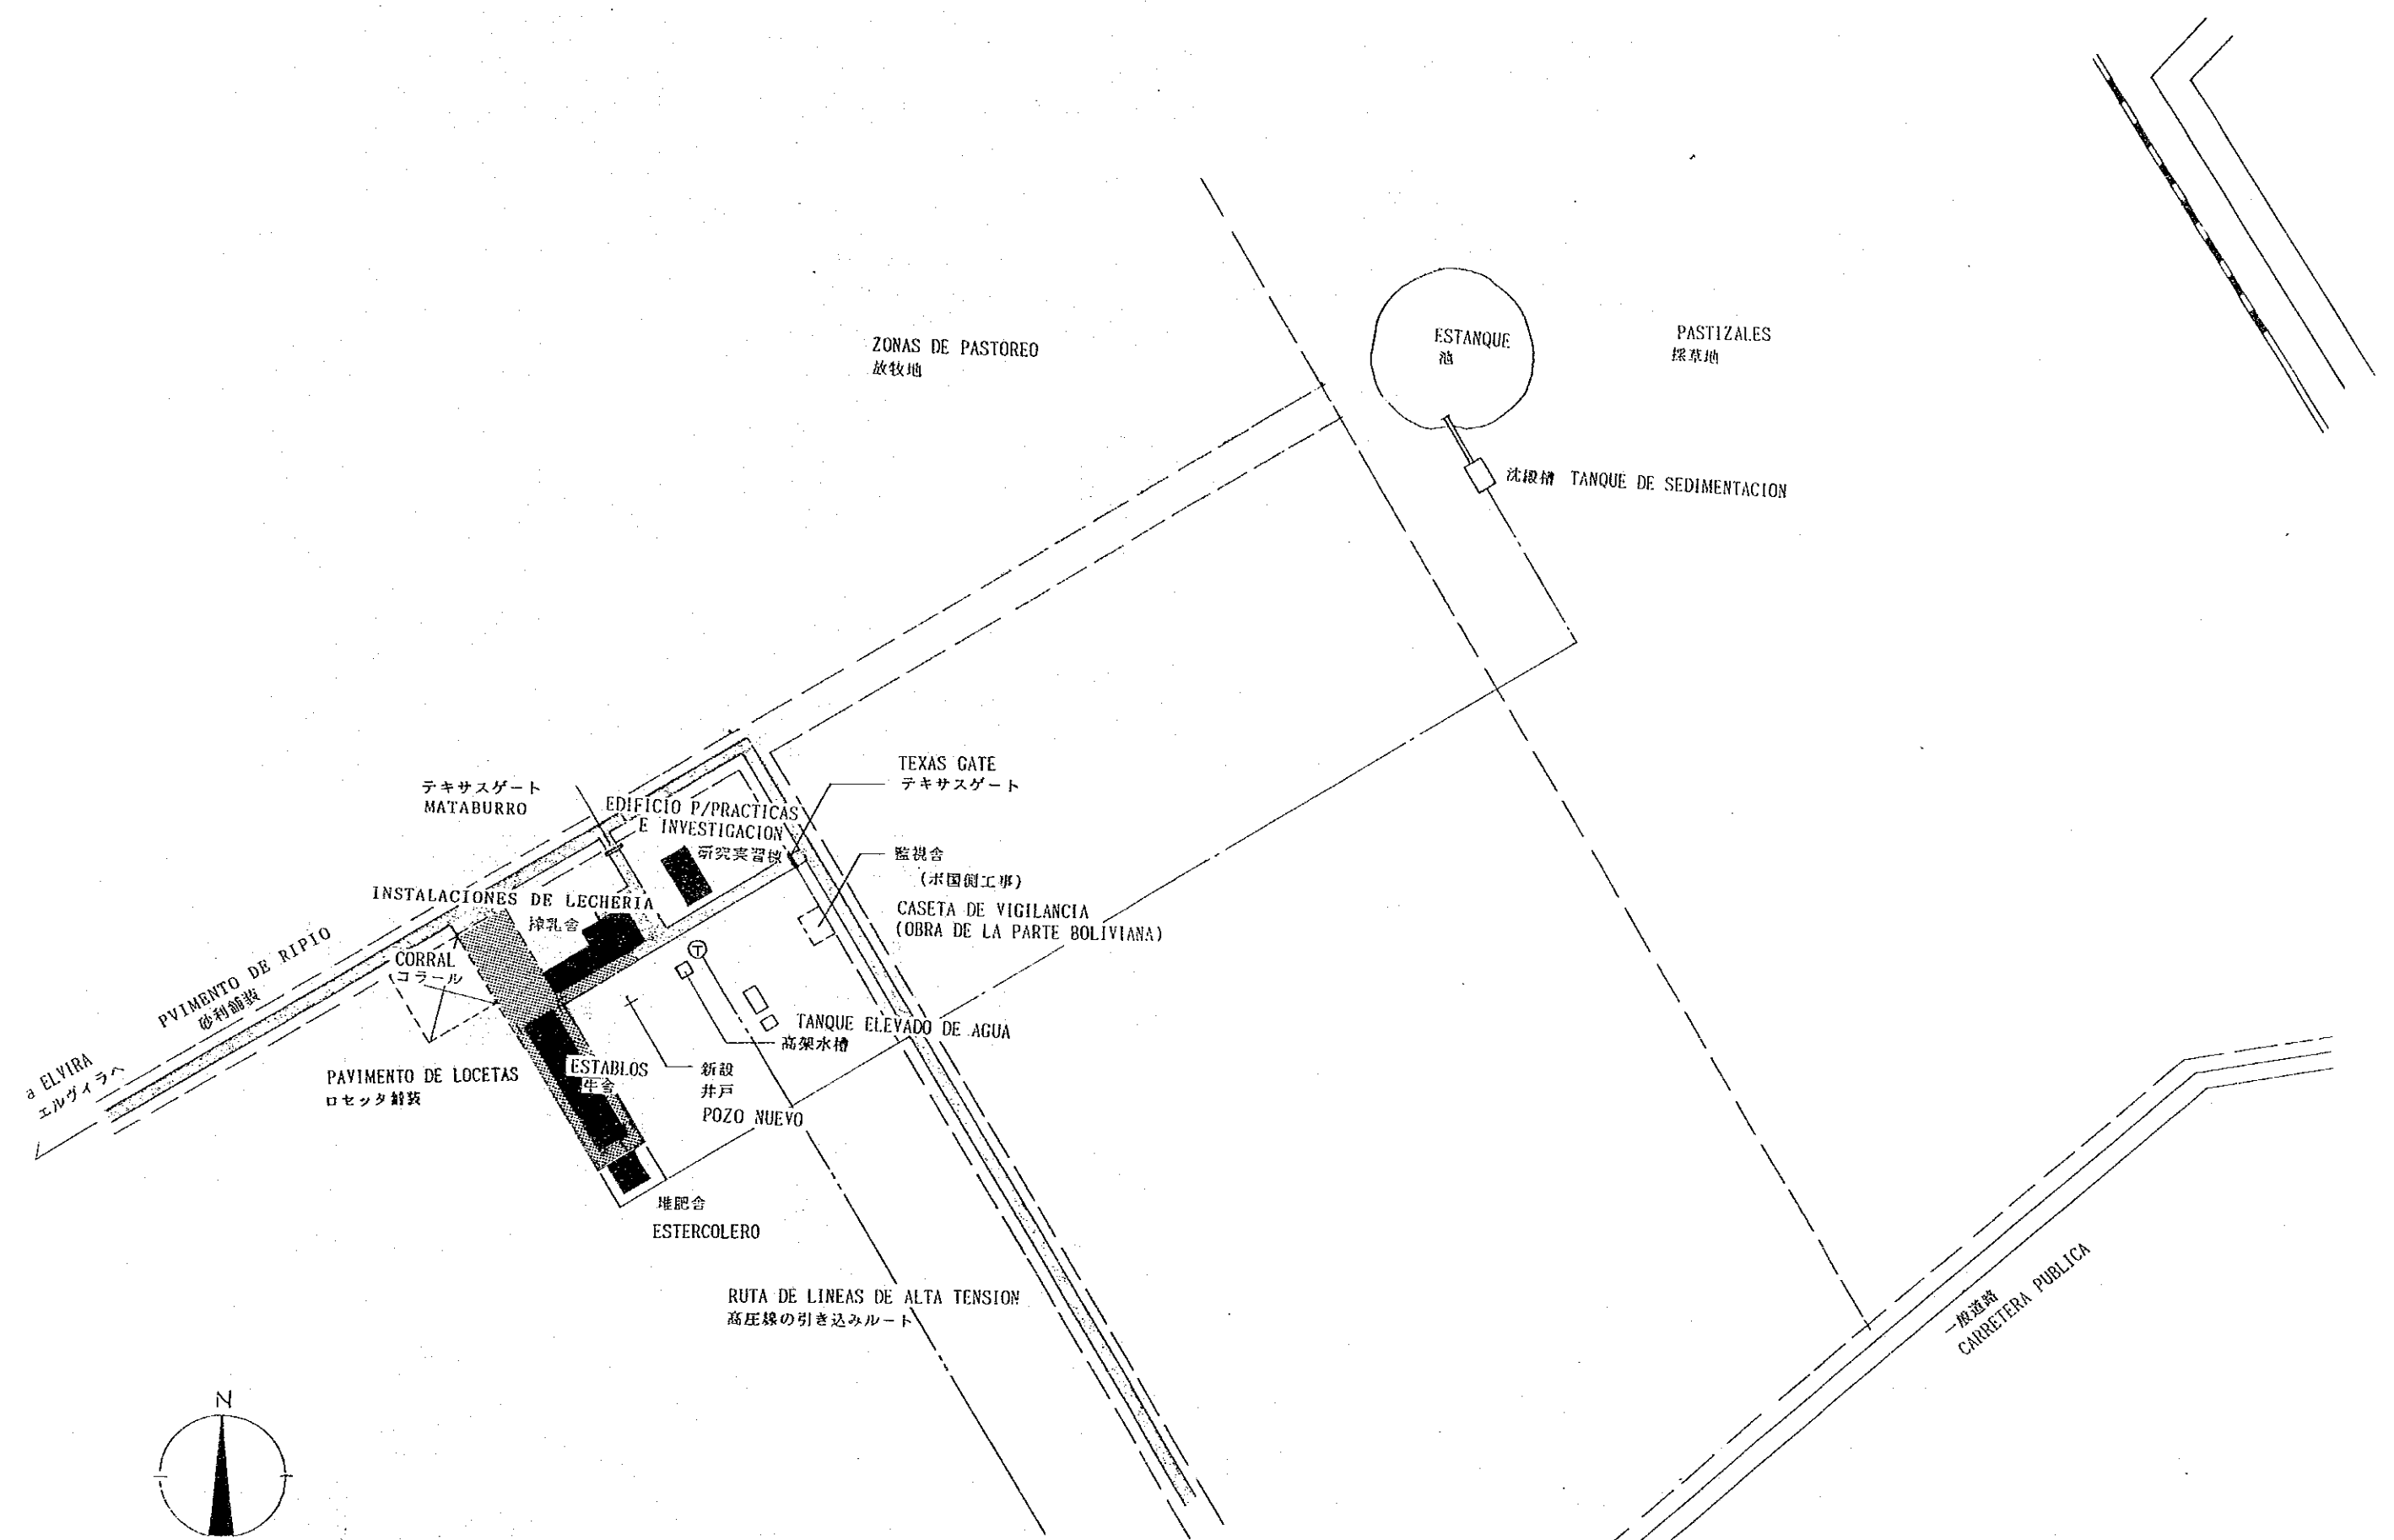 ZONAS DE PASTOREO
放牧地
ESTANQUE
池
PASTIZALES
採草地
沈殿槽 TANQUE DE SEDIMENTACION
TEXAS GATE
テキサスゲート
テキサスゲート
MATABURRO
EDIFICIO P/PRACTICAS
E INVESTIGACION
研究実習棟
監視舎
(ボ国側工事)
CASETA DE VIGILANCIA
(OBRA DE LA PARTE BOLIVIANA)
INSTALACIONES DE LECHERIA
搾乳舎
T
CORRAL
コラール
PVIMENTO DE RIPIO
砂利舗装
a ELVIRA
エルヴィラへ
PAVIMENTO DE LOCETAS
ロセッタ舗装
ESTABLOS
牛舎
TANQUE ELEVADO DE AGUA
高架水槽
新設
井戸
POZO NUEVO
堆肥舎
ESTERCOLERO
RUTA DE LINEAS DE ALTA TENSION
高圧線の引き込みルート
一般道路
CARRETERA PUBLICA
N